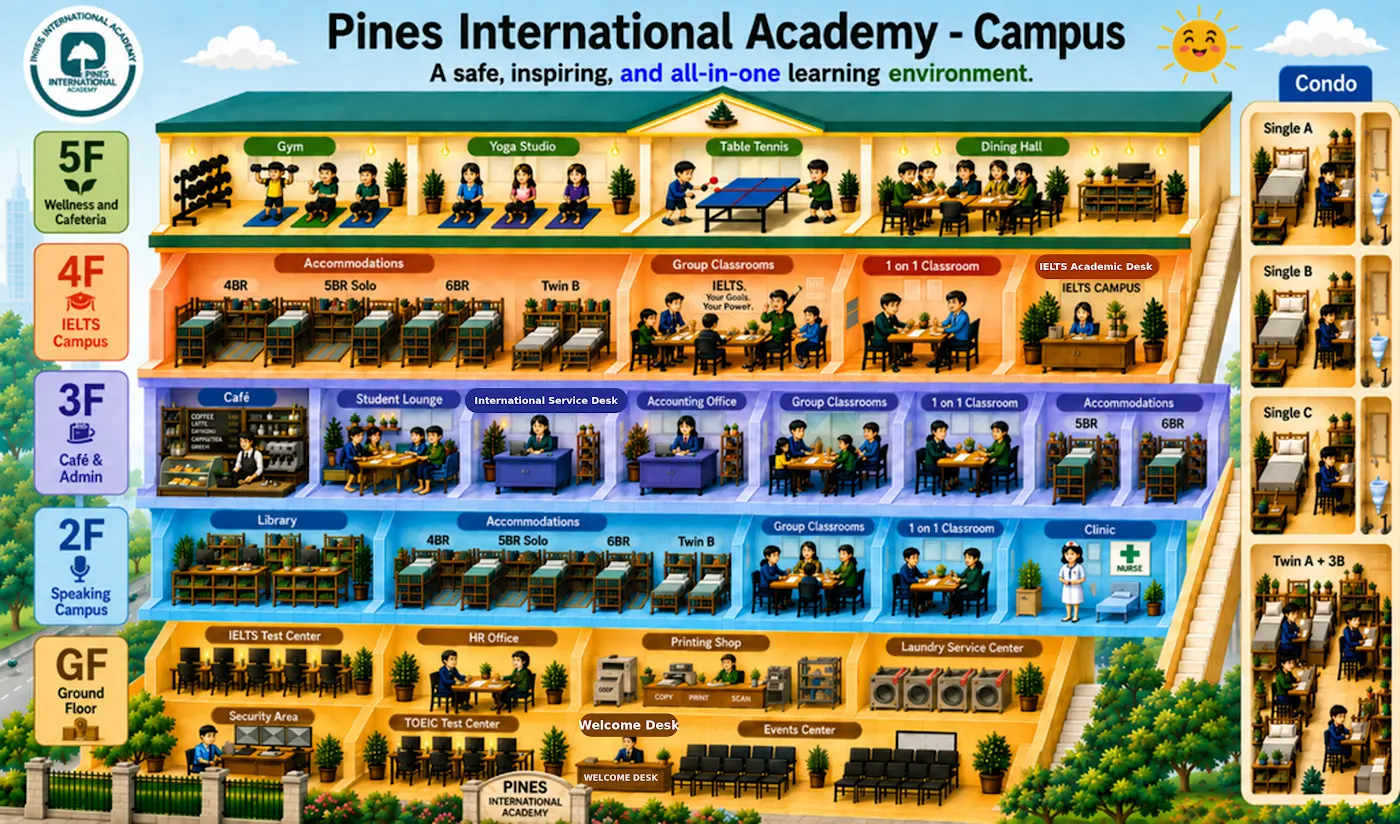 Pines International Academy - Campus
A safe, inspiring, and all-in-one learning environment.
PINES
INTERNATIONAL
ACADEMY
Condo
5F
Wellness and
Cafeteria
Gym
Yoga Studio
Table Tennis
Dining Hall
4F
IELTS
Campus
Accommodations
4BR
5BR Solo
6BR
Twin B
Group Classrooms
IELTS.
Your Goals.
Your Power.
1 on 1 Classroom
IELTS Academic Desk
IELTS CAMPUS
3F
Café &
Admin
Café
COFFEE
LATTE
Student Lounge
International Service Desk
Accounting Office
Group Classrooms
1 on 1 Classroom
Accommodations
5BR
6BR
2F
Speaking
Campus
Library
Accommodations
4BR
5BR Solo
6BR
Twin B
Group Classrooms
1 on 1 Classroom
Clinic
NURSE
GF
Ground
Floor
IELTS Test Center
HR Office
Printing Shop
COPY PRINT SCAN
Laundry Service Center
Security Area
TOEIC Test Center
Welcome Desk
WELCOME DESK
Events Center
PINES
INTERNATIONAL
ACADEMY
Single A
Single B
Single C
Twin A + 3B